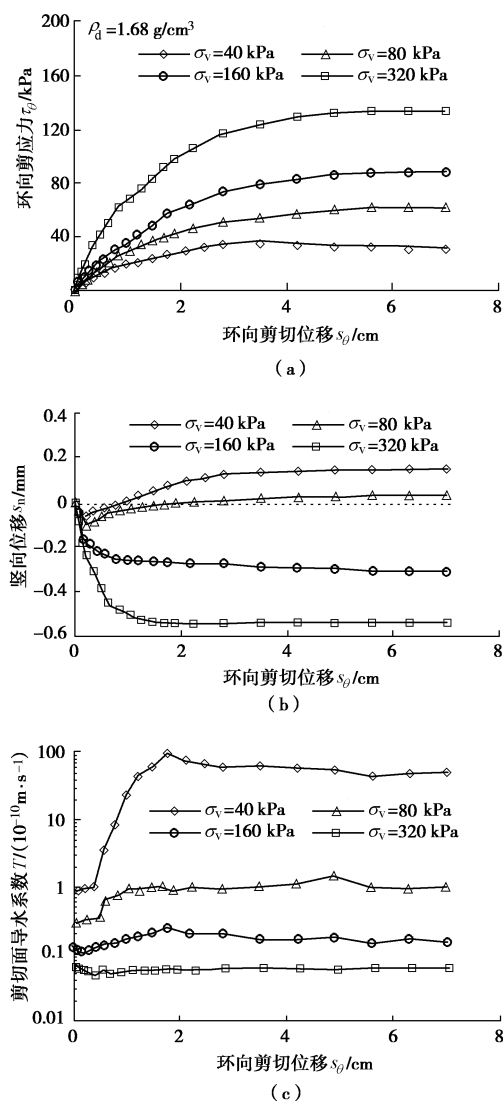 ρd=1.68 g/cm³
σv=40 kPa σv=80 kPa
σv=160 kPa σv=320 kPa
环向剪应力τθ/kPa
200
160
120
80
40
0 2 4 6 8
环向剪切位移sθ/cm
(a)
σv=40 kPa σv=80 kPa
σv=160 kPa σv=320 kPa
竖向位移sn/mm
0.4
0.2
0
-0.2
-0.4
-0.6
0 2 4 6 8
环向剪切位移sθ/cm
(b)
剪切面导水系数T/(10⁻¹⁰m·s⁻¹)
100
10
1
0.1
0.01
σv=40 kPa σv=80 kPa
σv=160 kPa σv=320 kPa
0 2 4 6 8
环向剪切位移sθ/cm
(c)